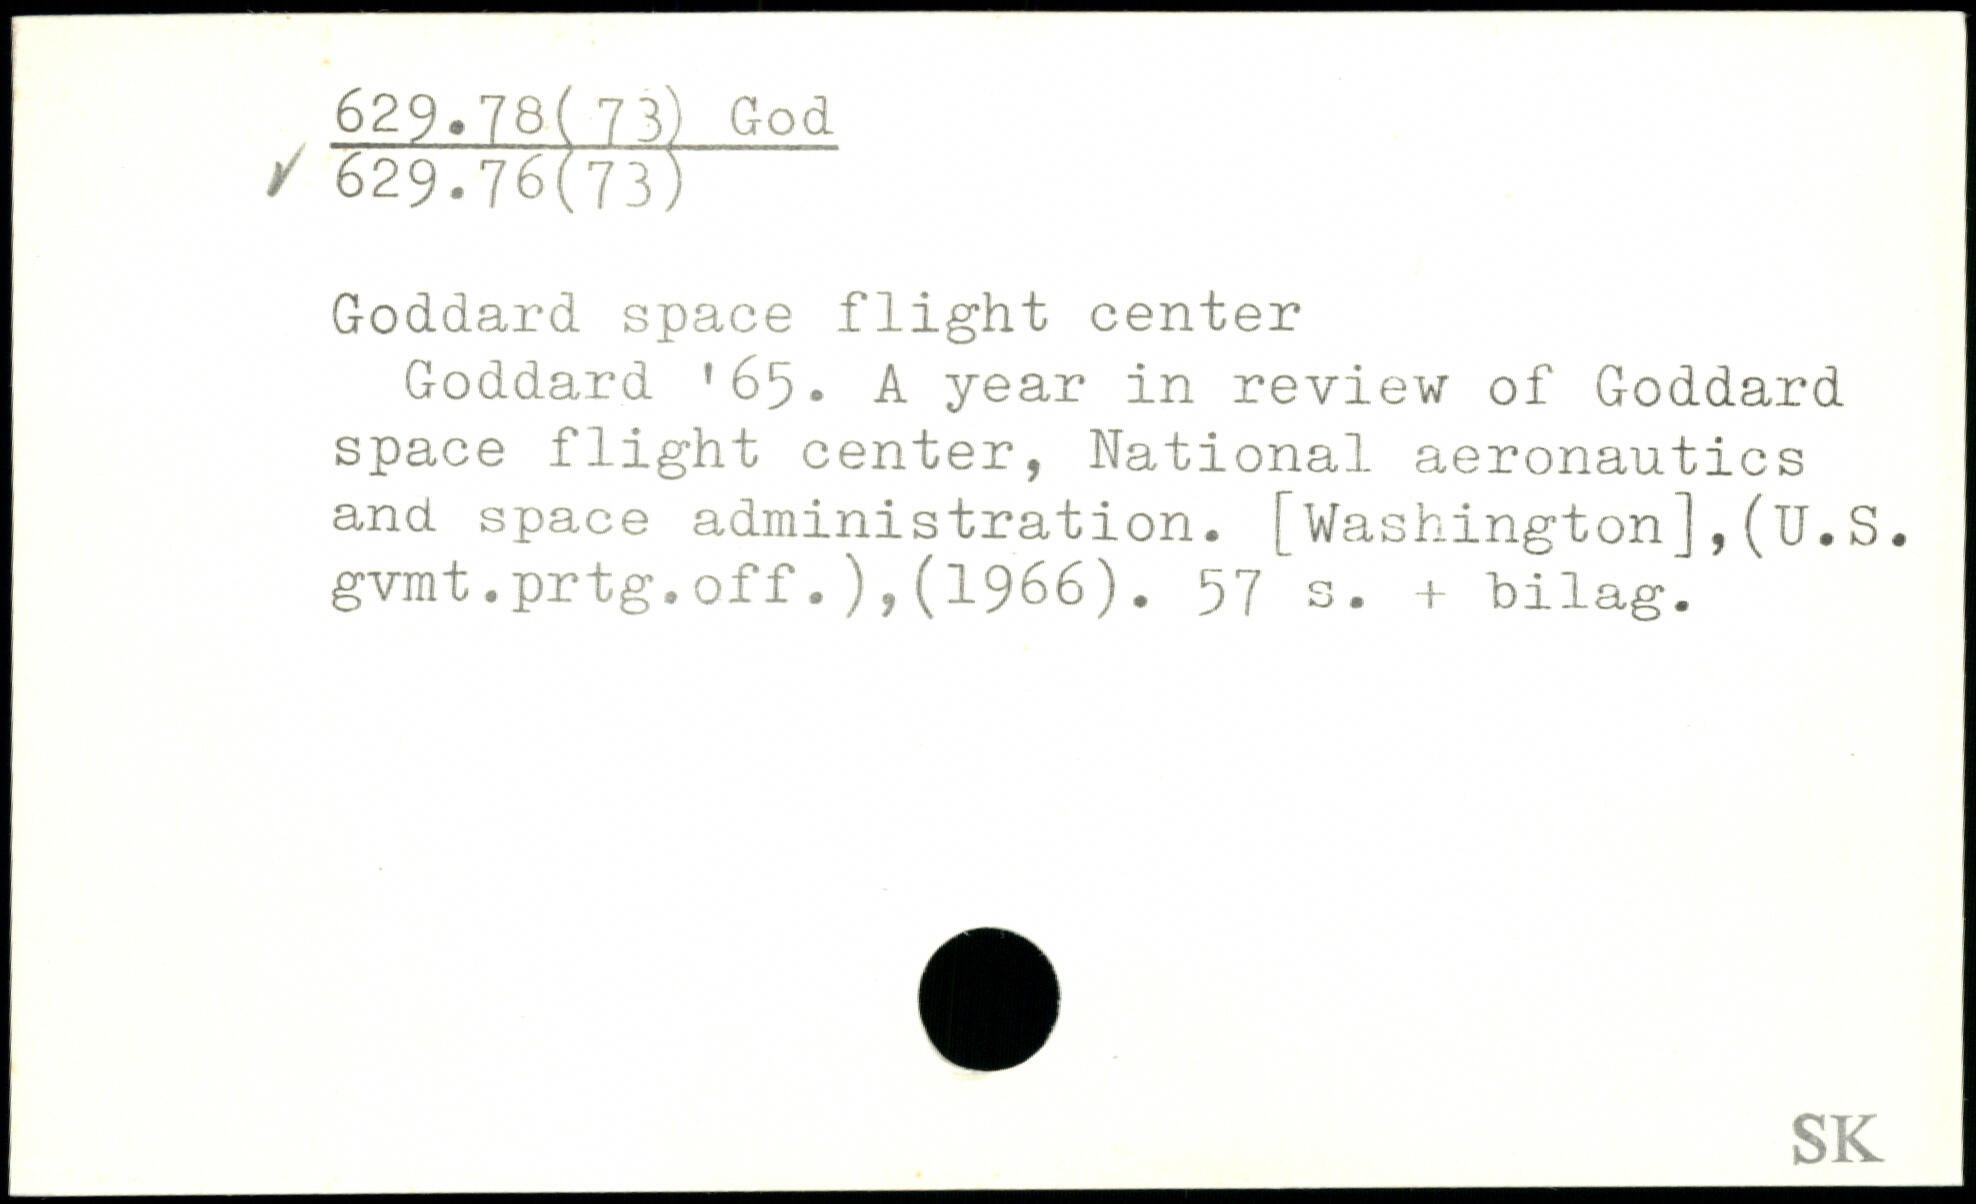 629.78(73) God
✓ 629.76(73)
Goddard space flight center
Goddard '65. A year in review of Goddard
space flight center, National aeronautics
and space administration. [Washington],(U.S.
gvmt.prtg.off.),(1966). 57 s. + bilag.
SK